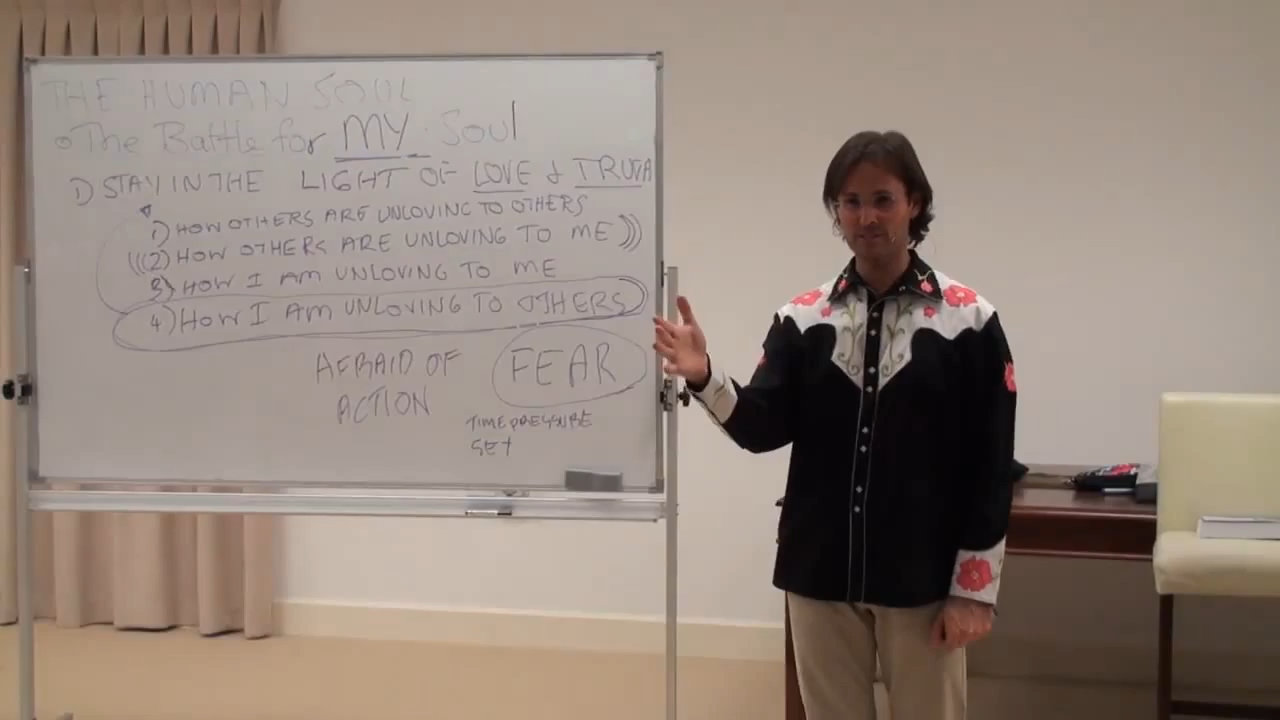 THE HUMAN SOUL
The Battle for MY Soul
1) STAY IN THE LIGHT OF LOVE & TRUTH
1) HOW OTHERS ARE UNLOVING TO OTHERS
(((2) HOW OTHERS ARE UNLOVING TO ME)))
3) HOW I AM UNLOVING TO ME
4) HOW I AM UNLOVING TO OTHERS
AFRAID OF
ACTION
FEAR
TIME PRESSURE
SET